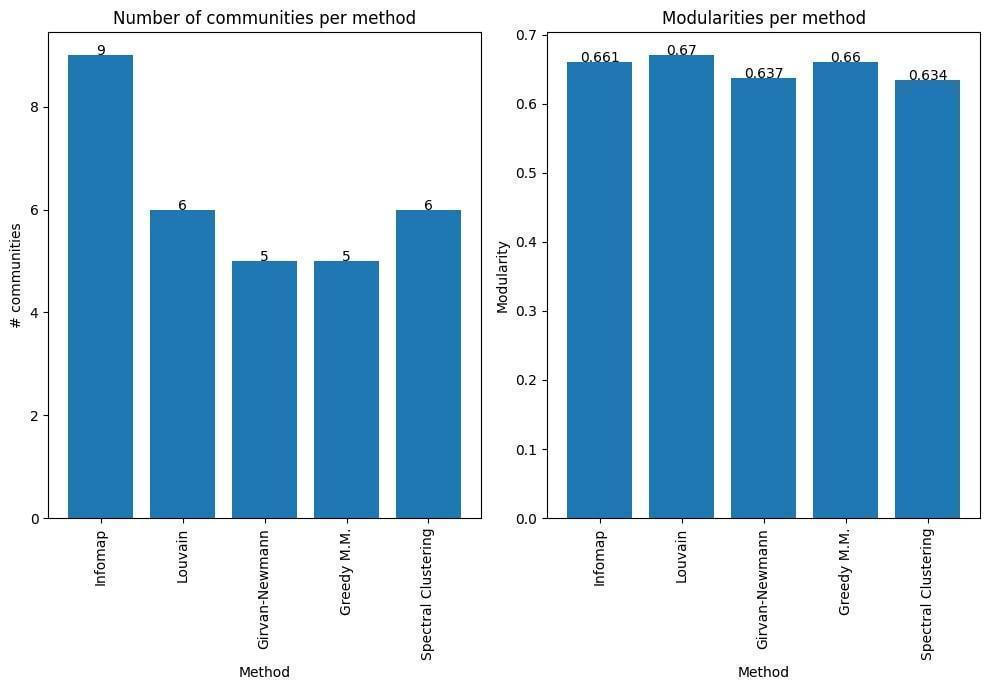 Number of communities per method
# communities
8
6
4
2
0
9
6
5
5
6
Infomap
Louvain
Girvan-Newmann
Greedy M.M.
Spectral Clustering
Method
Modularities per method
Modularity
0.7
0.6
0.5
0.4
0.3
0.2
0.1
0.0
0.661
0.67
0.637
0.66
0.634
Infomap
Louvain
Girvan-Newmann
Greedy M.M.
Spectral Clustering
Method